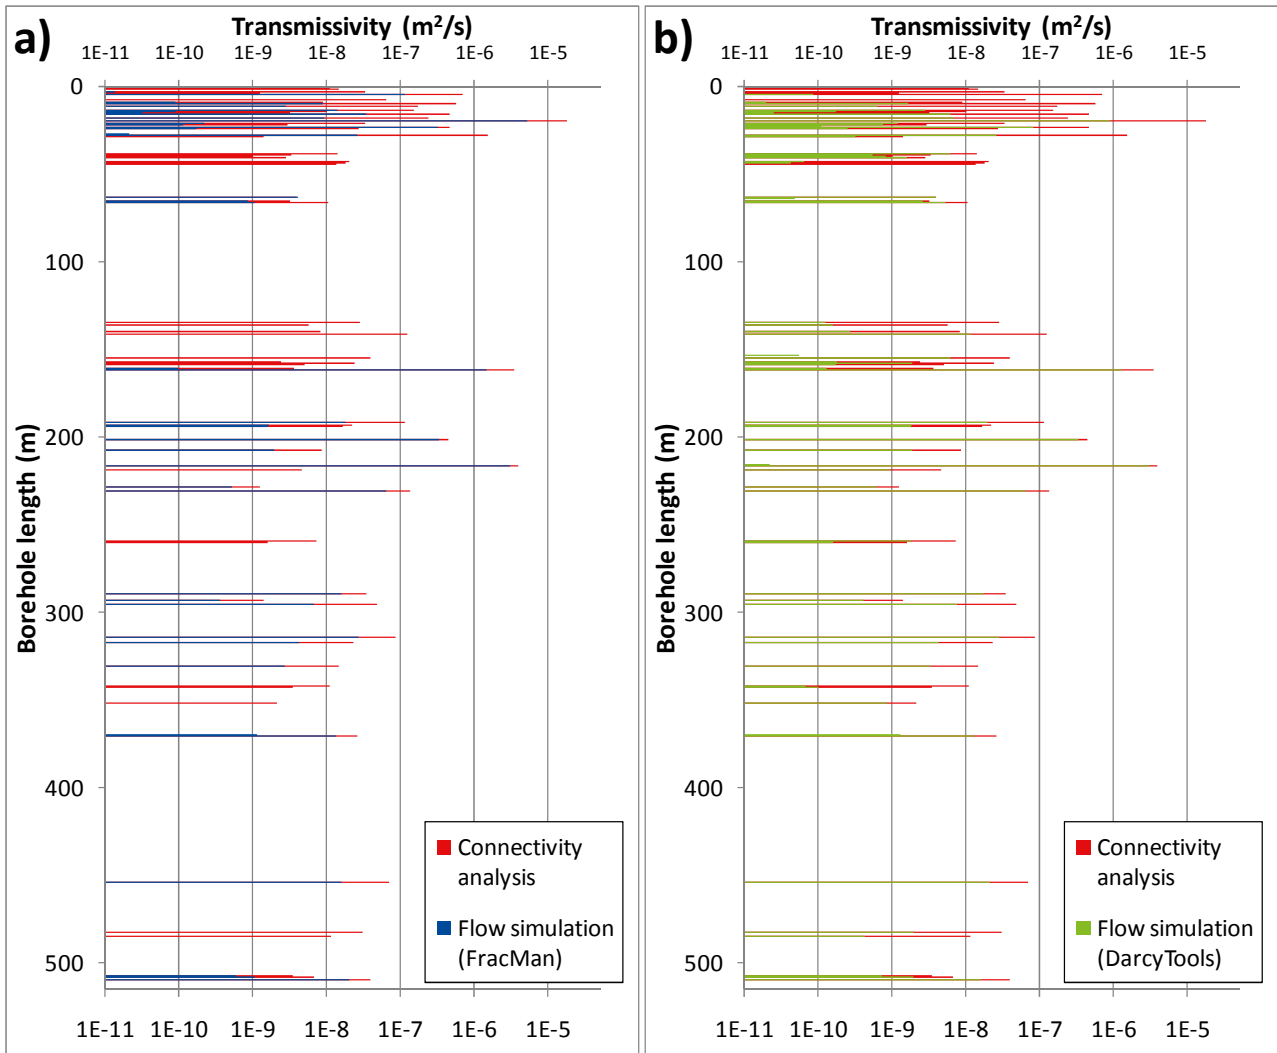 a)
Transmissivity (m²/s)
1E-11 1E-10 1E-9 1E-8 1E-7 1E-6 1E-5
0
100
200
300
400
500
Borehole length (m)
Connectivity
analysis
Flow simulation
(FracMan)
1E-11 1E-10 1E-9 1E-8 1E-7 1E-6 1E-5
b)
Transmissivity (m²/s)
1E-11 1E-10 1E-9 1E-8 1E-7 1E-6 1E-5
0
100
200
300
400
500
Borehole length (m)
Connectivity
analysis
Flow simulation
(DarcyTools)
1E-11 1E-10 1E-9 1E-8 1E-7 1E-6 1E-5